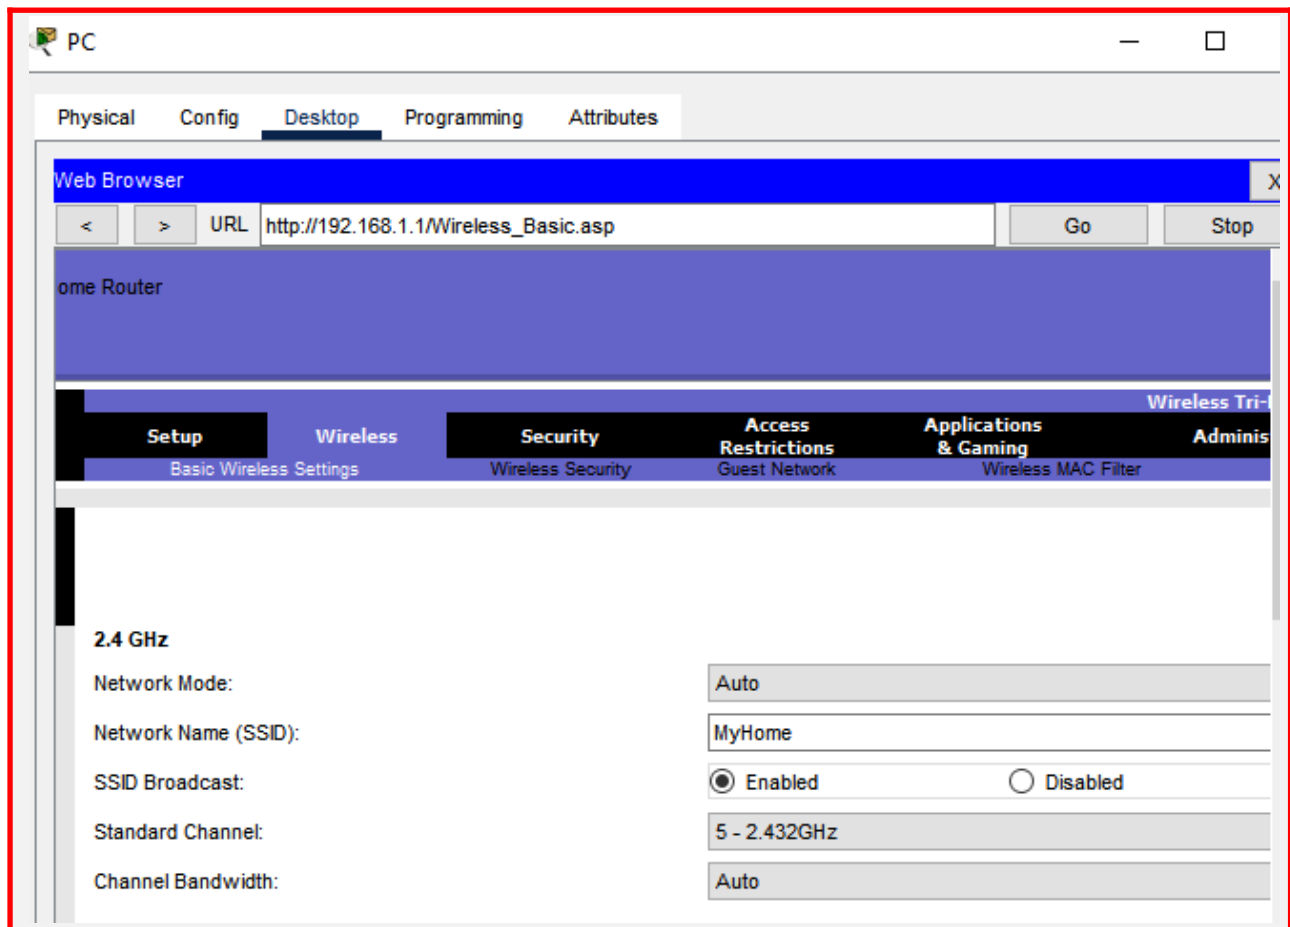 PC
Physical Config Desktop Programming Attributes
Web Browser X
< > URL http://192.168.1.1/Wireless_Basic.asp Go Stop
ome Router
Wireless Tri-
Setup Wireless Security Access Restrictions Applications & Gaming Adminis
Basic Wireless Settings Wireless Security Guest Network Wireless MAC Filter
2.4 GHz
Network Mode: Auto
Network Name (SSID): MyHome
SSID Broadcast: Enabled Disabled
Standard Channel: 5 - 2.432GHz
Channel Bandwidth: Auto